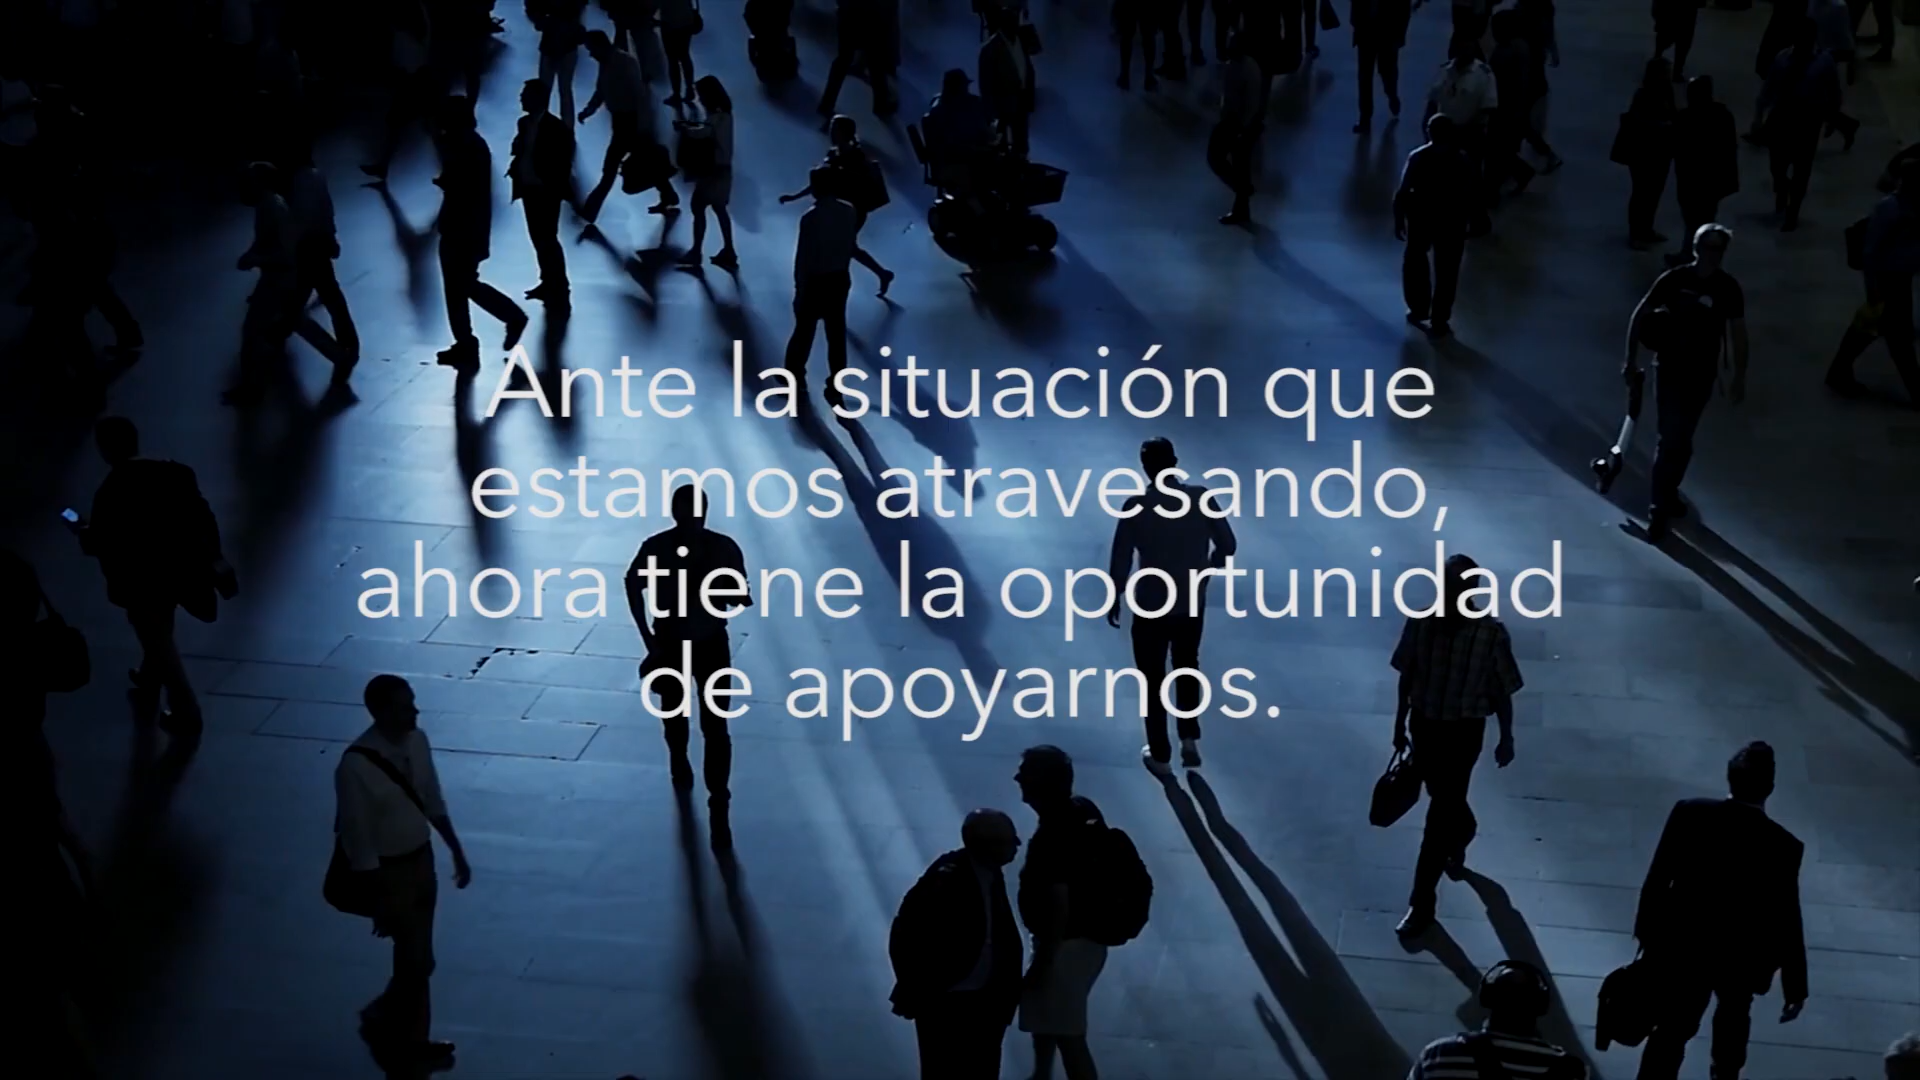 Ante la situación que
estamos atravesando,
ahora tiene la oportunidad
de apoyarnos.